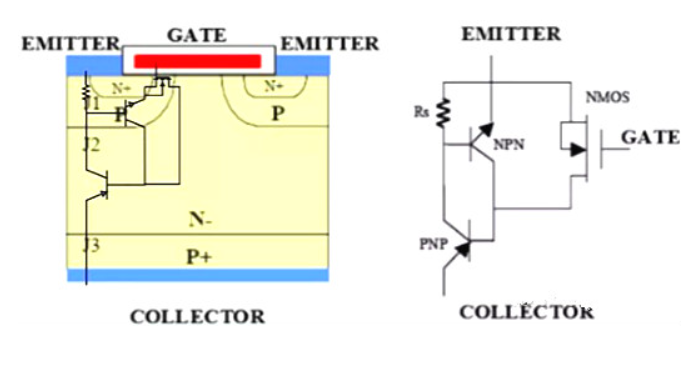 EMITTER GATE EMITTER
N+ N+
J1
P P
J2
N-
J3
P+
COLLECTOR
EMITTER
Rs
NMOS
NPN
GATE
PNP
COLLECTOR